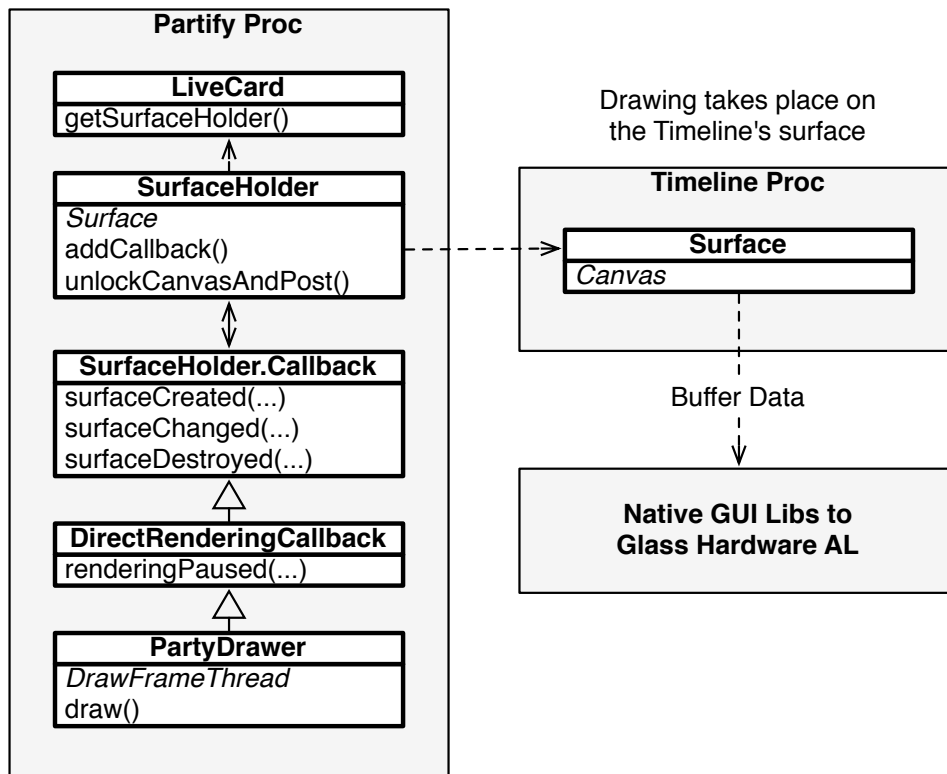 Partify Proc
LiveCard
getSurfaceHolder()
SurfaceHolder
Surface
addCallback()
unlockCanvasAndPost()
SurfaceHolder.Callback
surfaceCreated(...)
surfaceChanged(...)
surfaceDestroyed(...)
DirectRenderingCallback
renderingPaused(...)
PartyDrawer
DrawFrameThread
draw()
Drawing takes place on
the Timeline's surface
Timeline Proc
Surface
Canvas
Buffer Data
Native GUI Libs to
Glass Hardware AL